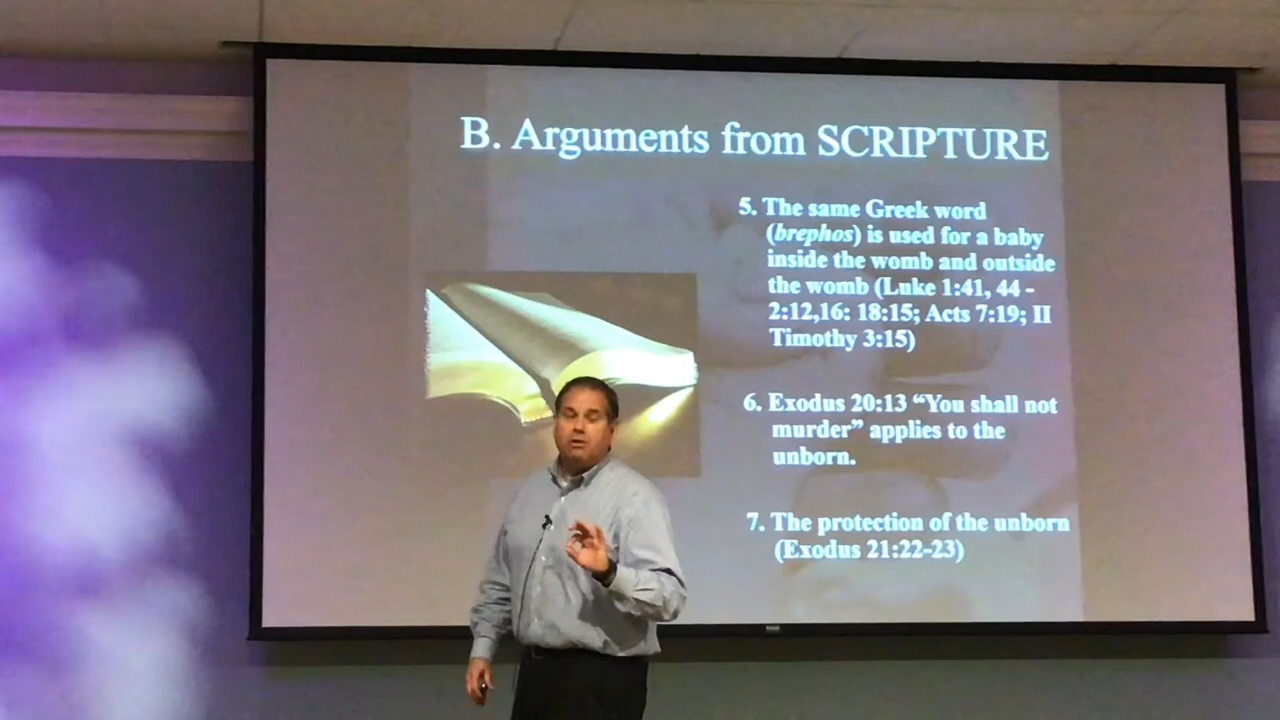 B. Arguments from SCRIPTURE
5. The same Greek word
(brephos) is used for a baby
inside the womb and outside
the womb (Luke 1:41, 44 -
2:12,16: 18:15; Acts 7:19; II
Timothy 3:15)
6. Exodus 20:13 “You shall not
murder” applies to the
unborn.
7. The protection of the unborn
(Exodus 21:22-23)